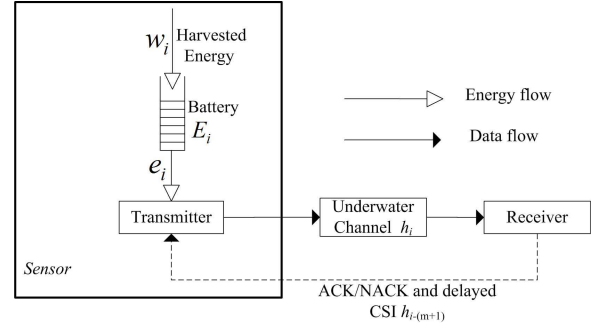 w_i Harvested
Energy
Battery
E_i
e_i
Energy flow
Data flow
Transmitter
Underwater
Channel h_i
Receiver
Sensor
ACK/NACK and delayed
CSI h_{i-(m+1)}